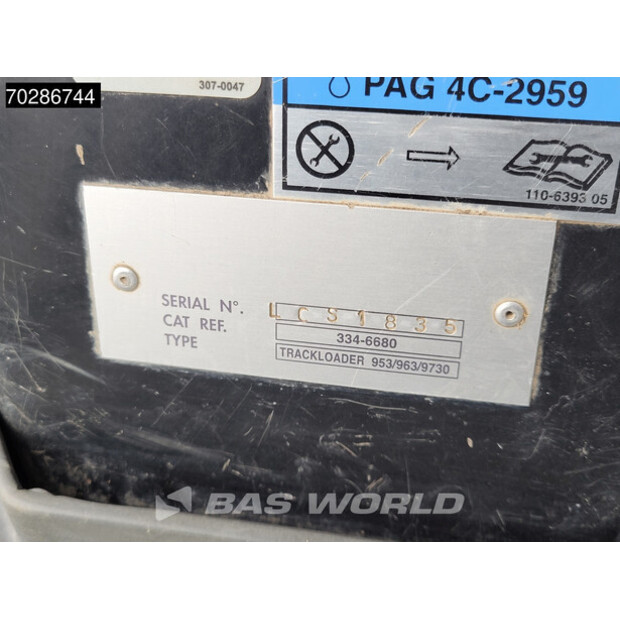 70286744
307-0047
PAG 4C-2959
110-6393 05
SERIAL N°. LCS1835
CAT REF. 334-6680
TYPE TRACKLOADER 953/963/9730
BAS WORLD